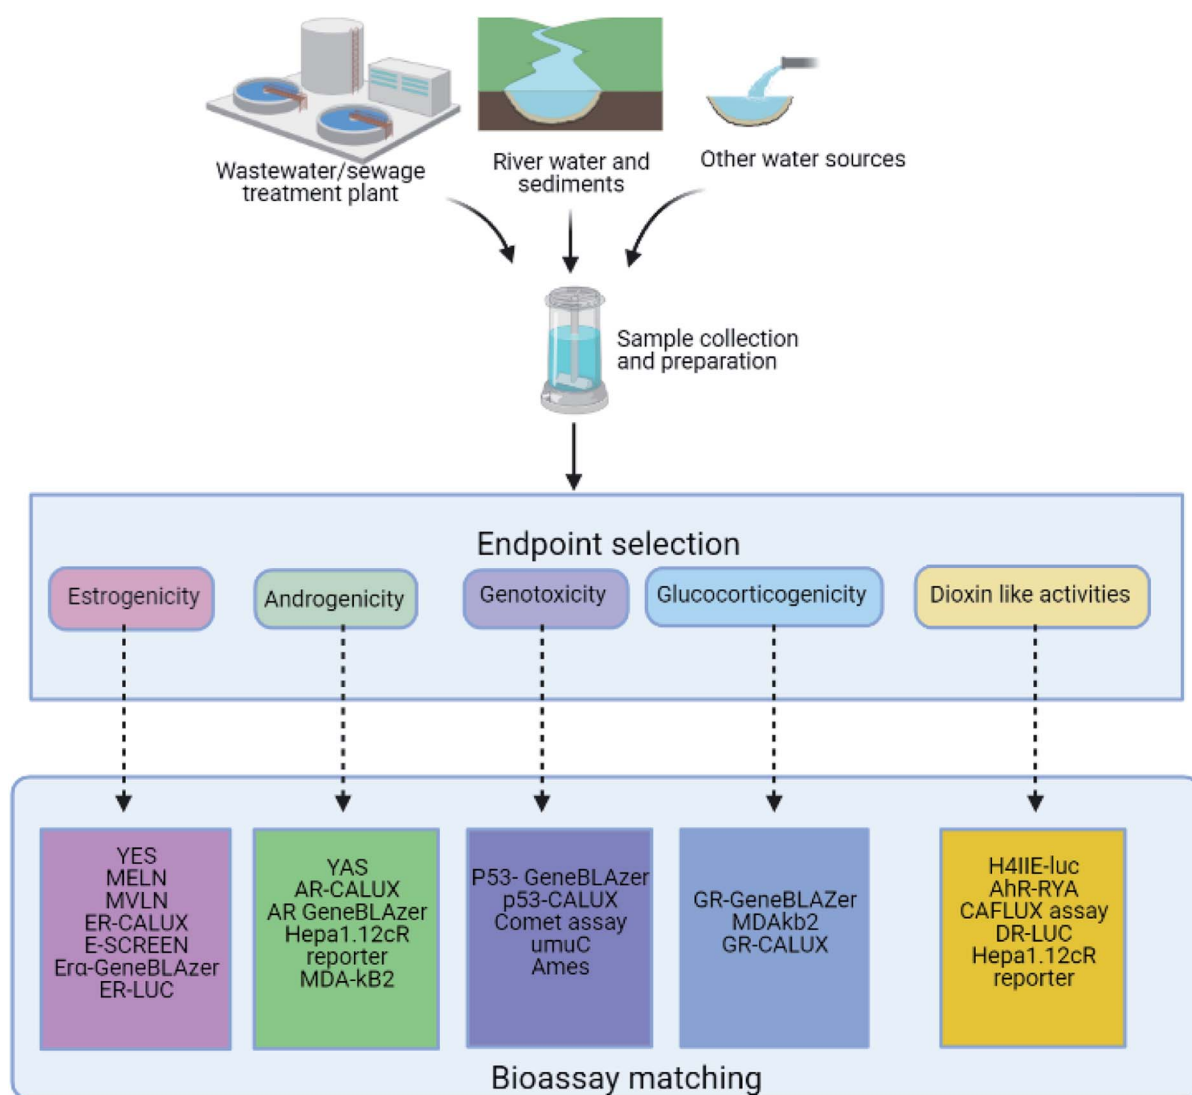 Wastewater/sewage
treatment plant
River water and
sediments
Other water sources
Sample collection
and preparation
Endpoint selection
Estrogenicity
Androgenicity
Genotoxicity
Glucocorticogenicity
Dioxin like activities
YES
MELN
MVLN
ER-CALUX
E-SCREEN
Erα-GeneBLAzer
ER-LUC
YAS
AR-CALUX
AR GeneBLAzer
Hepa1.12cR
reporter
MDA-kB2
P53- GeneBLAzer
p53-CALUX
Comet assay
umuC
Ames
GR-GeneBLAZer
MDAkb2
GR-CALUX
H4IIE-luc
AhR-RYA
CAFLUX assay
DR-LUC
Hepa1.12cR
reporter
Bioassay matching